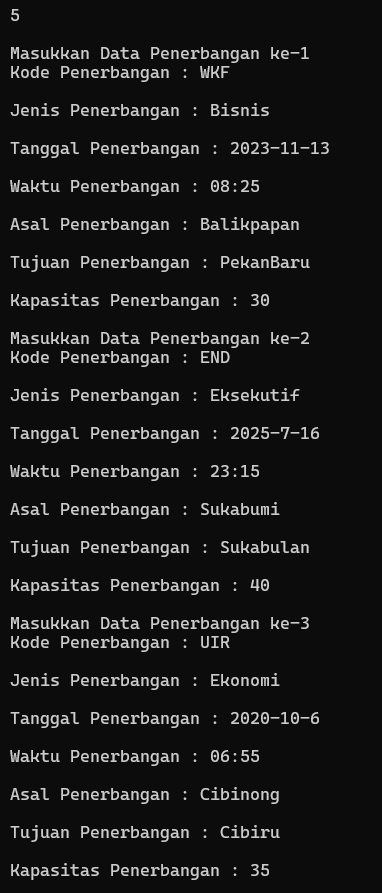 5
Masukkan Data Penerbangan ke-1
Kode Penerbangan : WKF
Jenis Penerbangan : Bisnis
Tanggal Penerbangan : 2023-11-13
Waktu Penerbangan : 08:25
Asal Penerbangan : Balikpapan
Tujuan Penerbangan : PekanBaru
Kapasitas Penerbangan : 30
Masukkan Data Penerbangan ke-2
Kode Penerbangan : END
Jenis Penerbangan : Eksekutif
Tanggal Penerbangan : 2025-7-16
Waktu Penerbangan : 23:15
Asal Penerbangan : Sukabumi
Tujuan Penerbangan : Sukabulan
Kapasitas Penerbangan : 40
Masukkan Data Penerbangan ke-3
Kode Penerbangan : UIR
Jenis Penerbangan : Ekonomi
Tanggal Penerbangan : 2020-10-6
Waktu Penerbangan : 06:55
Asal Penerbangan : Cibinong
Tujuan Penerbangan : Cibiru
Kapasitas Penerbangan : 35